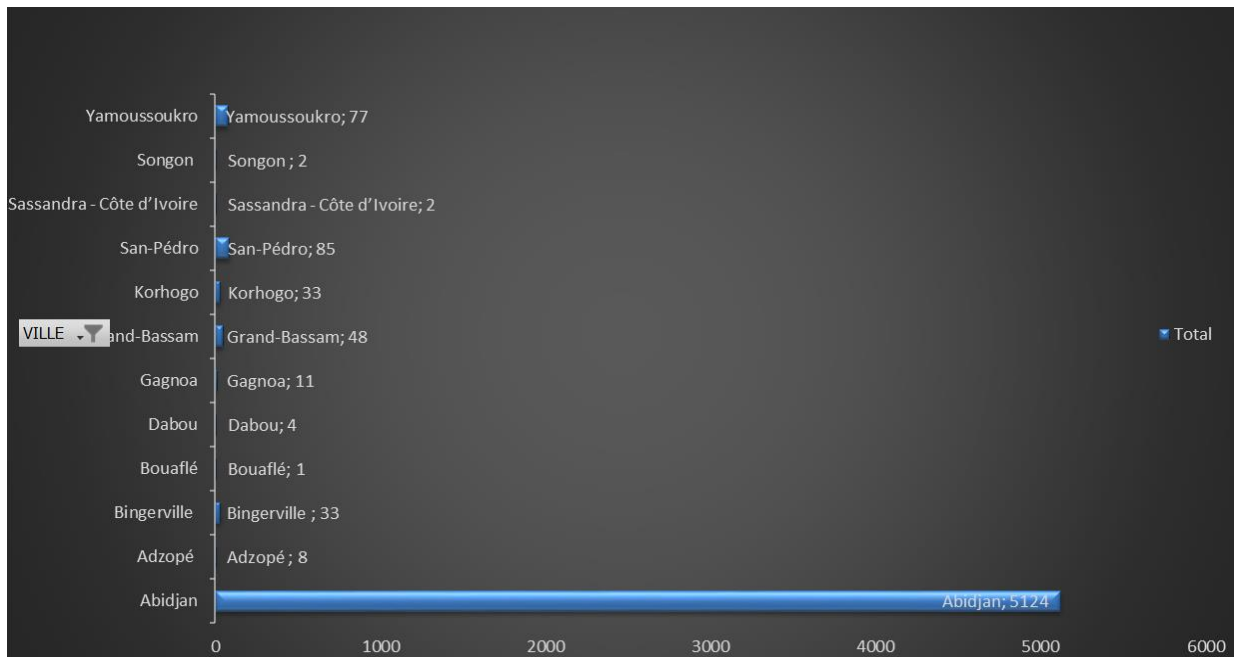 Yamoussoukro
Yamoussoukro; 77
Songon
Songon ; 2
Sassandra - Côte d’Ivoire
Sassandra - Côte d’Ivoire; 2
San-Pédro
San-Pédro; 85
Korhogo
Korhogo; 33
VILLE
and-Bassam
Grand-Bassam; 48
Total
Gagnoa
Gagnoa; 11
Dabou
Dabou; 4
Bouaflé
Bouaflé; 1
Bingerville
Bingerville ; 33
Adzopé
Adzopé ; 8
Abidjan
Abidjan; 5124
0 1000 2000 3000 4000 5000 6000